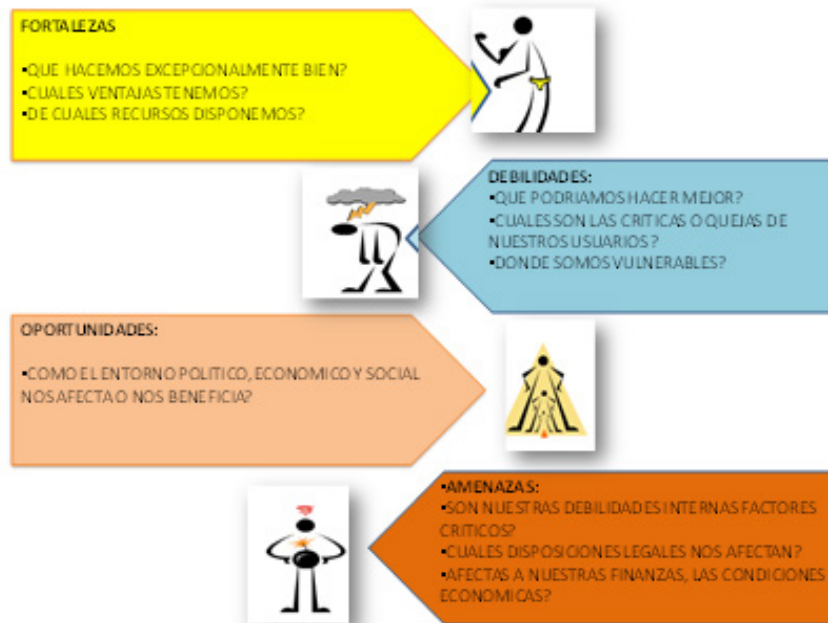 FORTALEZAS
▪QUE HACEMOS EXCEPCIONALMENTE BIEN?
▪CUALES VENTAJAS TENEMOS?
▪DE CUALES RECURSOS DISPONEMOS?
DEBILIDADES:
▪QUE PODRIAMOS HACER MEJOR?
▪CUALES SON LAS CRITICAS O QUEJAS DE
NUESTROS USUARIOS?
▪DONDE SOMOS VULNERABLES?
OPORTUNIDADES:
▪COMO EL ENTORNO POLITICO, ECONOMICO Y SOCIAL
NOS AFECTA O NOS BENEFICIA?
▪AMENAZAS:
▪SON NUESTRAS DEBILIDADES INTERNAS FACTORES
CRITICOS?
▪CUALES DISPOSICIONES LEGALES NOS AFECTAN?
▪AFECTAS A NUESTRAS FINANZAS, LAS CONDICIONES
ECONOMICAS?